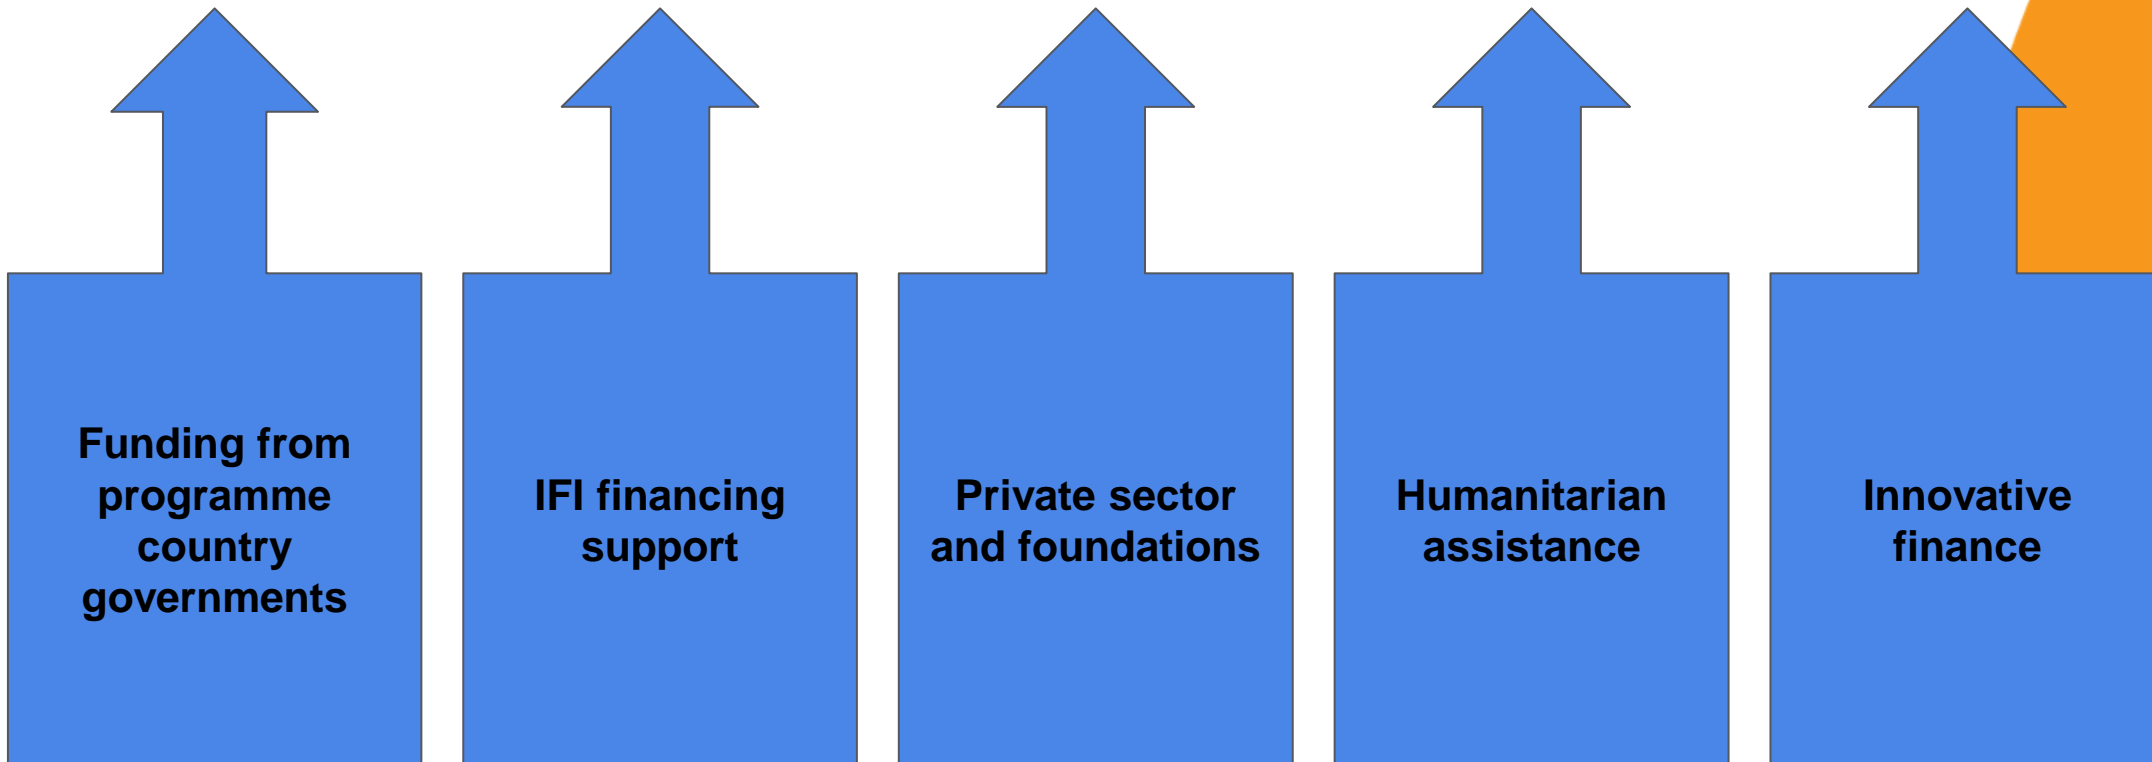 Funding from
programme
country
governments
IFI financing
support
Private sector
and foundations
Humanitarian
assistance
Innovative
finance